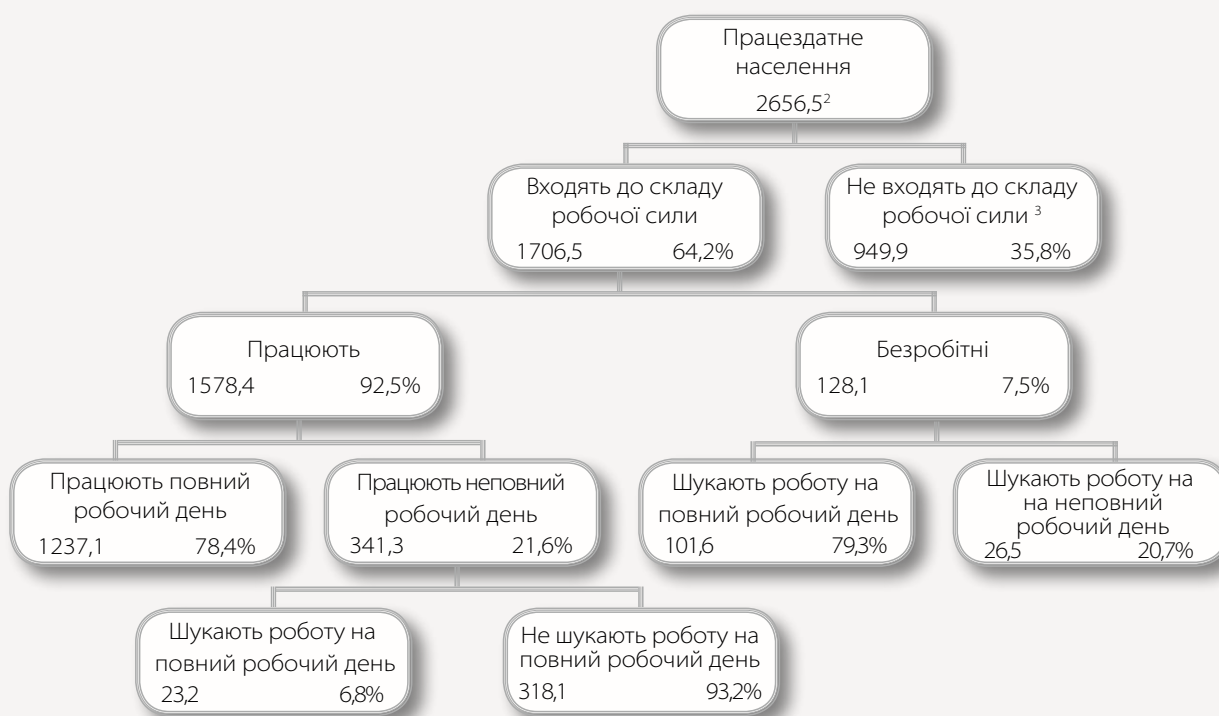 Працездатне
населення
2656,5²
Входять до складу
робочої сили
1706,5 64,2%
Не входять до складу
робочої сили ³
949,9 35,8%
Працюють
1578,4 92,5%
Безробітні
128,1 7,5%
Працюють повний
робочий день
1237,1 78,4%
Працюють неповний
робочий день
341,3 21,6%
Шукають роботу на
повний робочий день
101,6 79,3%
Шукають роботу на
на неповний
робочий день
26,5 20,7%
Шукають роботу на
повний робочий день
23,2 6,8%
Не шукають роботу на
повний робочий день
318,1 93,2%